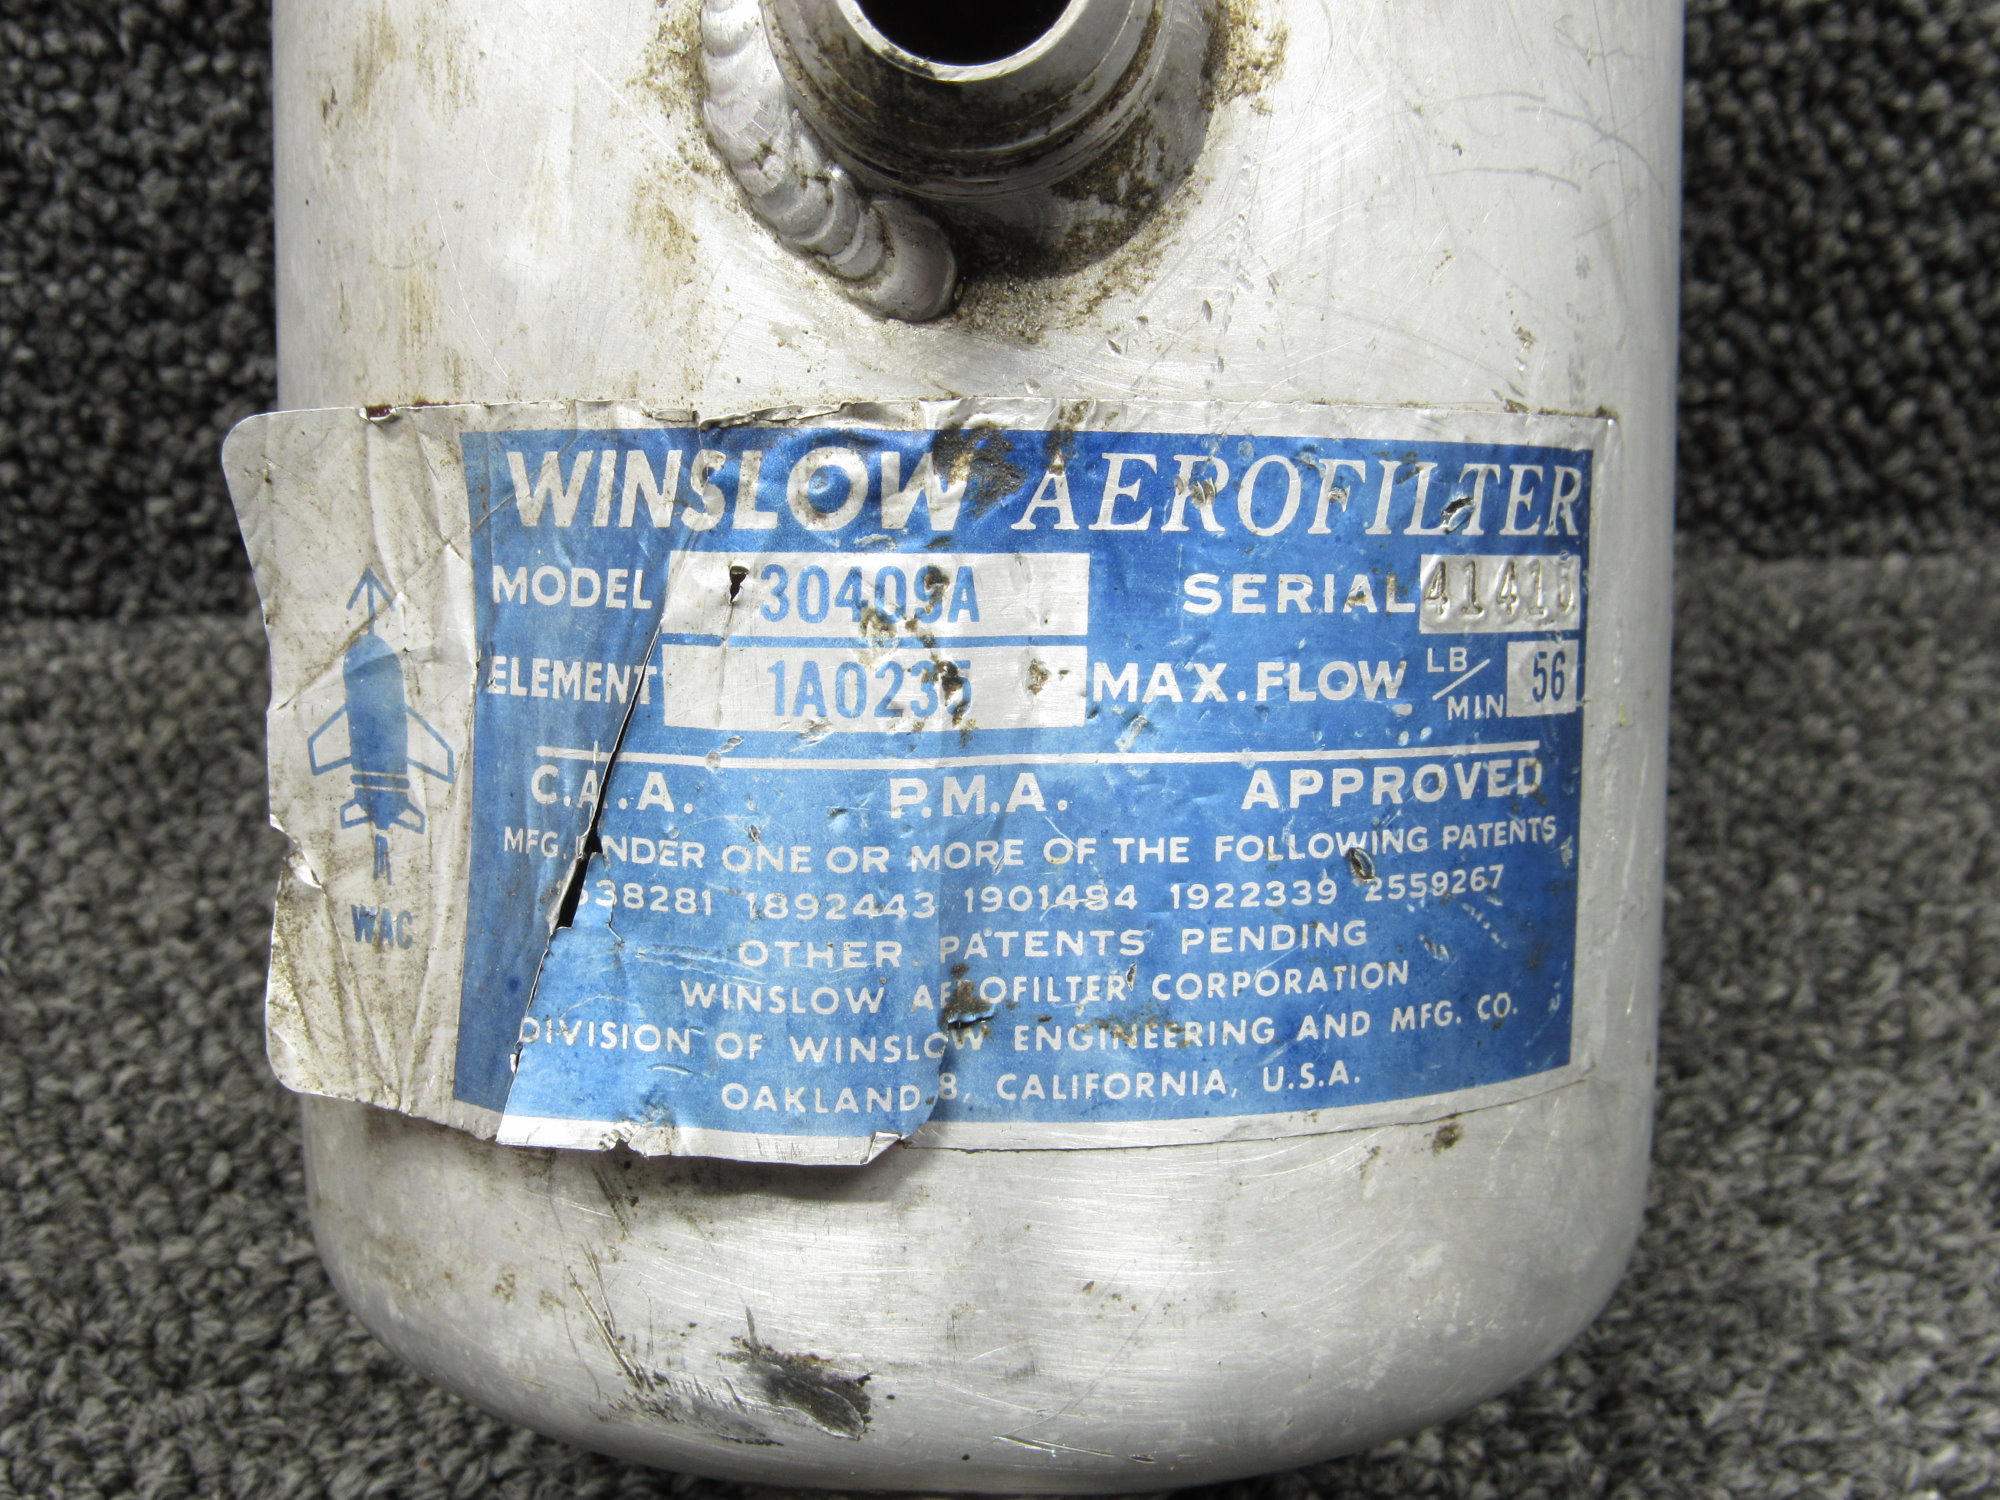 WINSLOW AEROFILTER
MODEL 30409A SERIAL 41415
ELEMENT 1A0235 MAX. FLOW LB/MIN 56
C.A.A. P.M.A. APPROVED
MFG. UNDER ONE OR MORE OF THE FOLLOWING PATENTS
1892443 1901484 1922339 2559267
OTHER PATENTS PENDING
WINSLOW AEROFILTER CORPORATION
DIVISION OF WINSLOW ENGINEERING AND MFG. CO.
OAKLAND 8, CALIFORNIA, U.S.A.
WAC